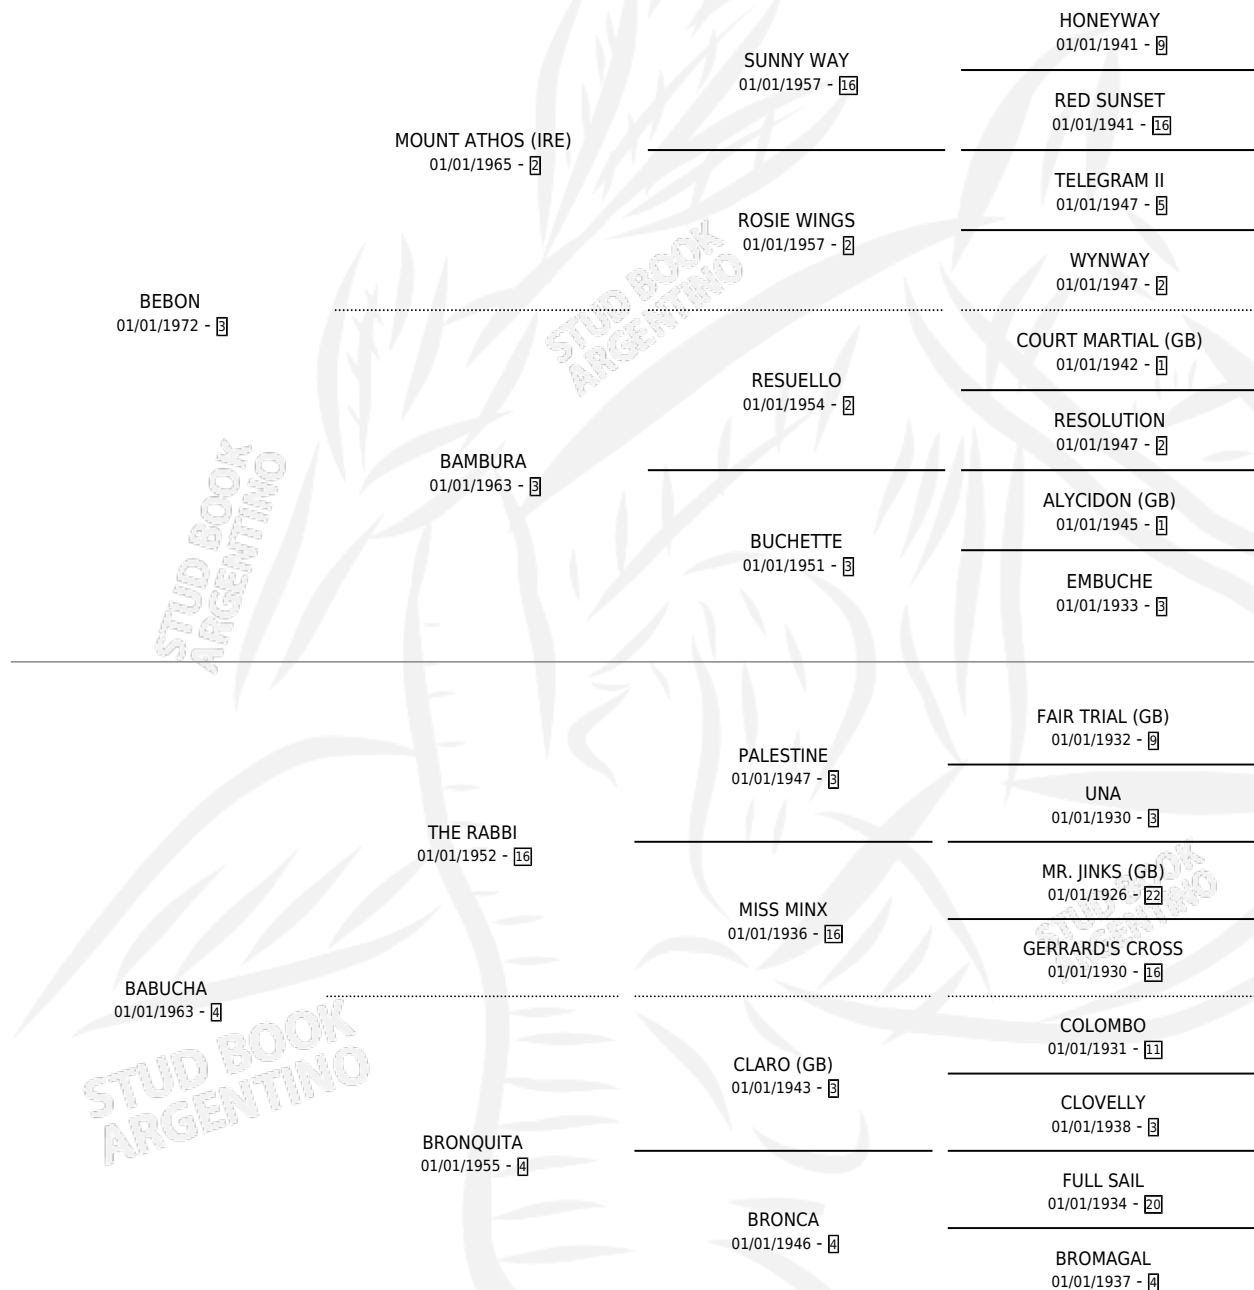 HONEYWAY
01/01/1941 - 9
SUNNY WAY
01/01/1957 - 16
RED SUNSET
01/01/1941 - 16
MOUNT ATHOS (IRE)
01/01/1965 - 2
TELEGRAM II
01/01/1947 - 5
ROSIE WINGS
01/01/1957 - 2
WYNWAY
01/01/1947 - 2
BEBON
01/01/1972 - 3
COURT MARTIAL (GB)
01/01/1942 - 1
RESUELLO
01/01/1954 - 2
RESOLUTION
01/01/1947 - 2
BAMBURA
01/01/1963 - 3
ALYCIDON (GB)
01/01/1945 - 1
BUCHETTE
01/01/1951 - 3
EMBUCHE
01/01/1933 - 3
FAIR TRIAL (GB)
01/01/1932 - 9
PALESTINE
01/01/1947 - 3
UNA
01/01/1930 - 3
THE RABBI
01/01/1952 - 16
MR. JINKS (GB)
01/01/1926 - 22
MISS MINX
01/01/1936 - 16
GERRARD'S CROSS
01/01/1930 - 16
BABUCHA
01/01/1963 - 4
COLOMBO
01/01/1931 - 11
CLARO (GB)
01/01/1943 - 3
CLOVELLY
01/01/1938 - 3
BRONQUITA
01/01/1955 - 4
FULL SAIL
01/01/1934 - 20
BRONCA
01/01/1946 - 4
BROMAGAL
01/01/1937 - 4
STUD BOOK
ARGENTINO
STUD BOOK
ARGENTINO
STUD BOOK
ARGENTINO
STUD BOOK
ARGENTINO